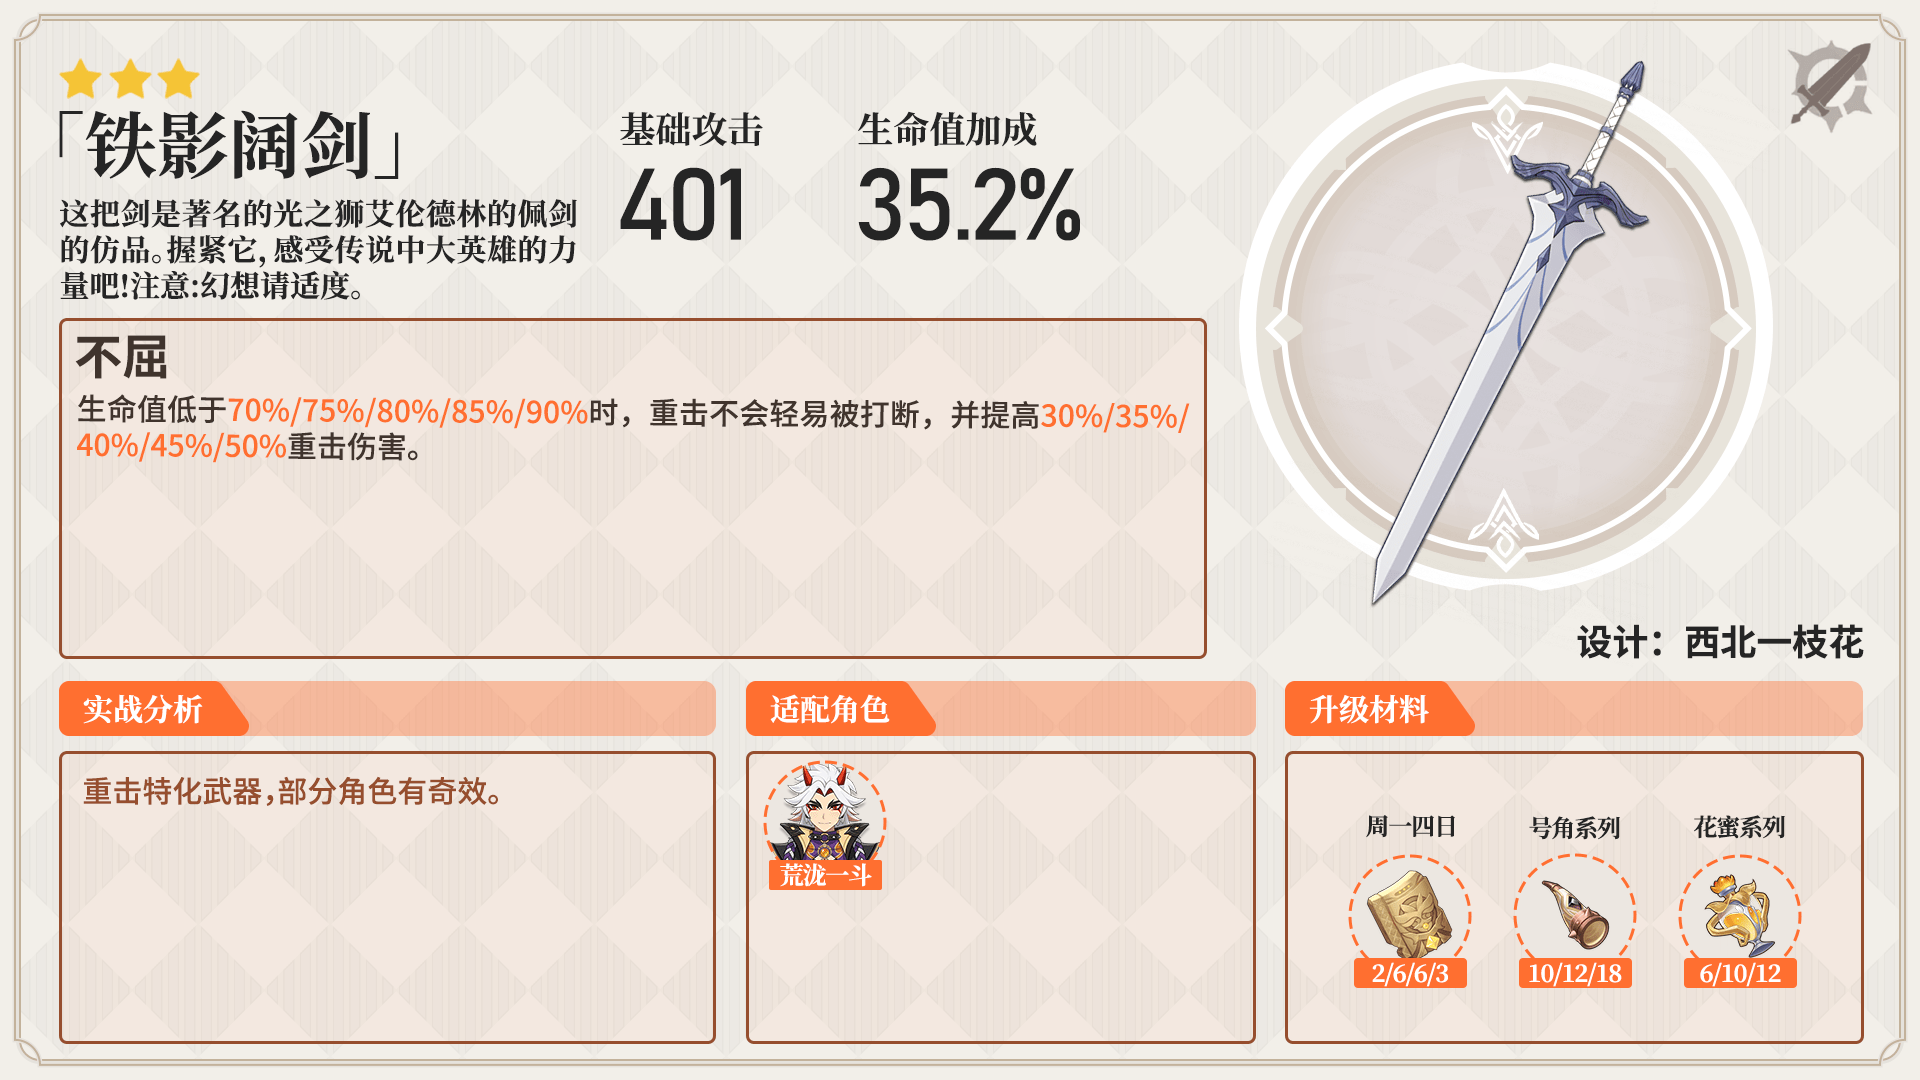 「铁影阔剑」
这把剑是著名的光之狮艾伦德林的佩剑
的仿品。握紧它，感受传说中大英雄的力
量吧!注意:幻想请适度。
基础攻击
401
生命值加成
35.2%
不屈
生命值低于70%/75%/80%/85%/90%时，重击不会轻易被打断，并提高30%/35%/
40%/45%/50%重击伤害。
设计：西北一枝花
实战分析
重击特化武器，部分角色有奇效。
适配角色
荒泷一斗
升级材料
周一四日
2/6/6/3
号角系列
10/12/18
花蜜系列
6/10/12